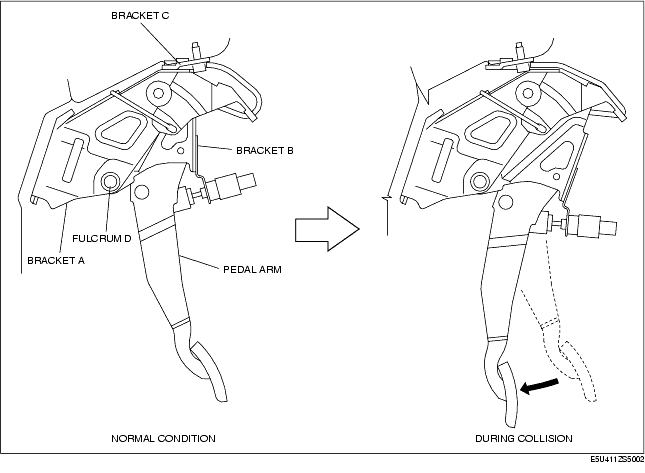 BRACKET C
BRACKET B
FULCRUM D
BRACKET A
PEDAL ARM
NORMAL CONDITION
DURING COLLISION
E5U411ZS5002